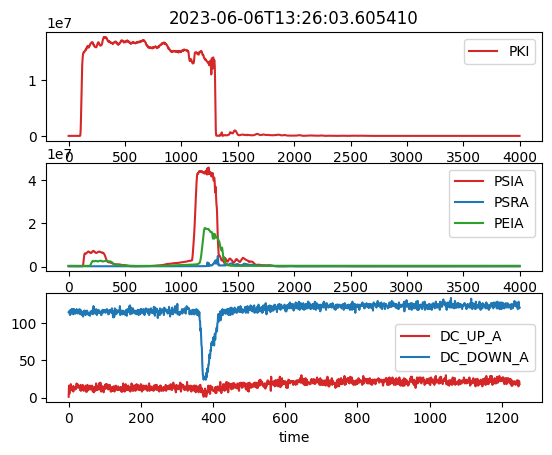 2023-06-06T13:26:03.605410
1e7
PKI
1
0
0 500 1000 1500 2000 2500 3000 3500 4000
1e7
PSIA
PSRA
PEIA
4
2
0
0 500 1000 1500 2000 2500 3000 3500 4000
100
50
0
DC_UP_A
DC_DOWN_A
0 200 400 600 800 1000 1200
time